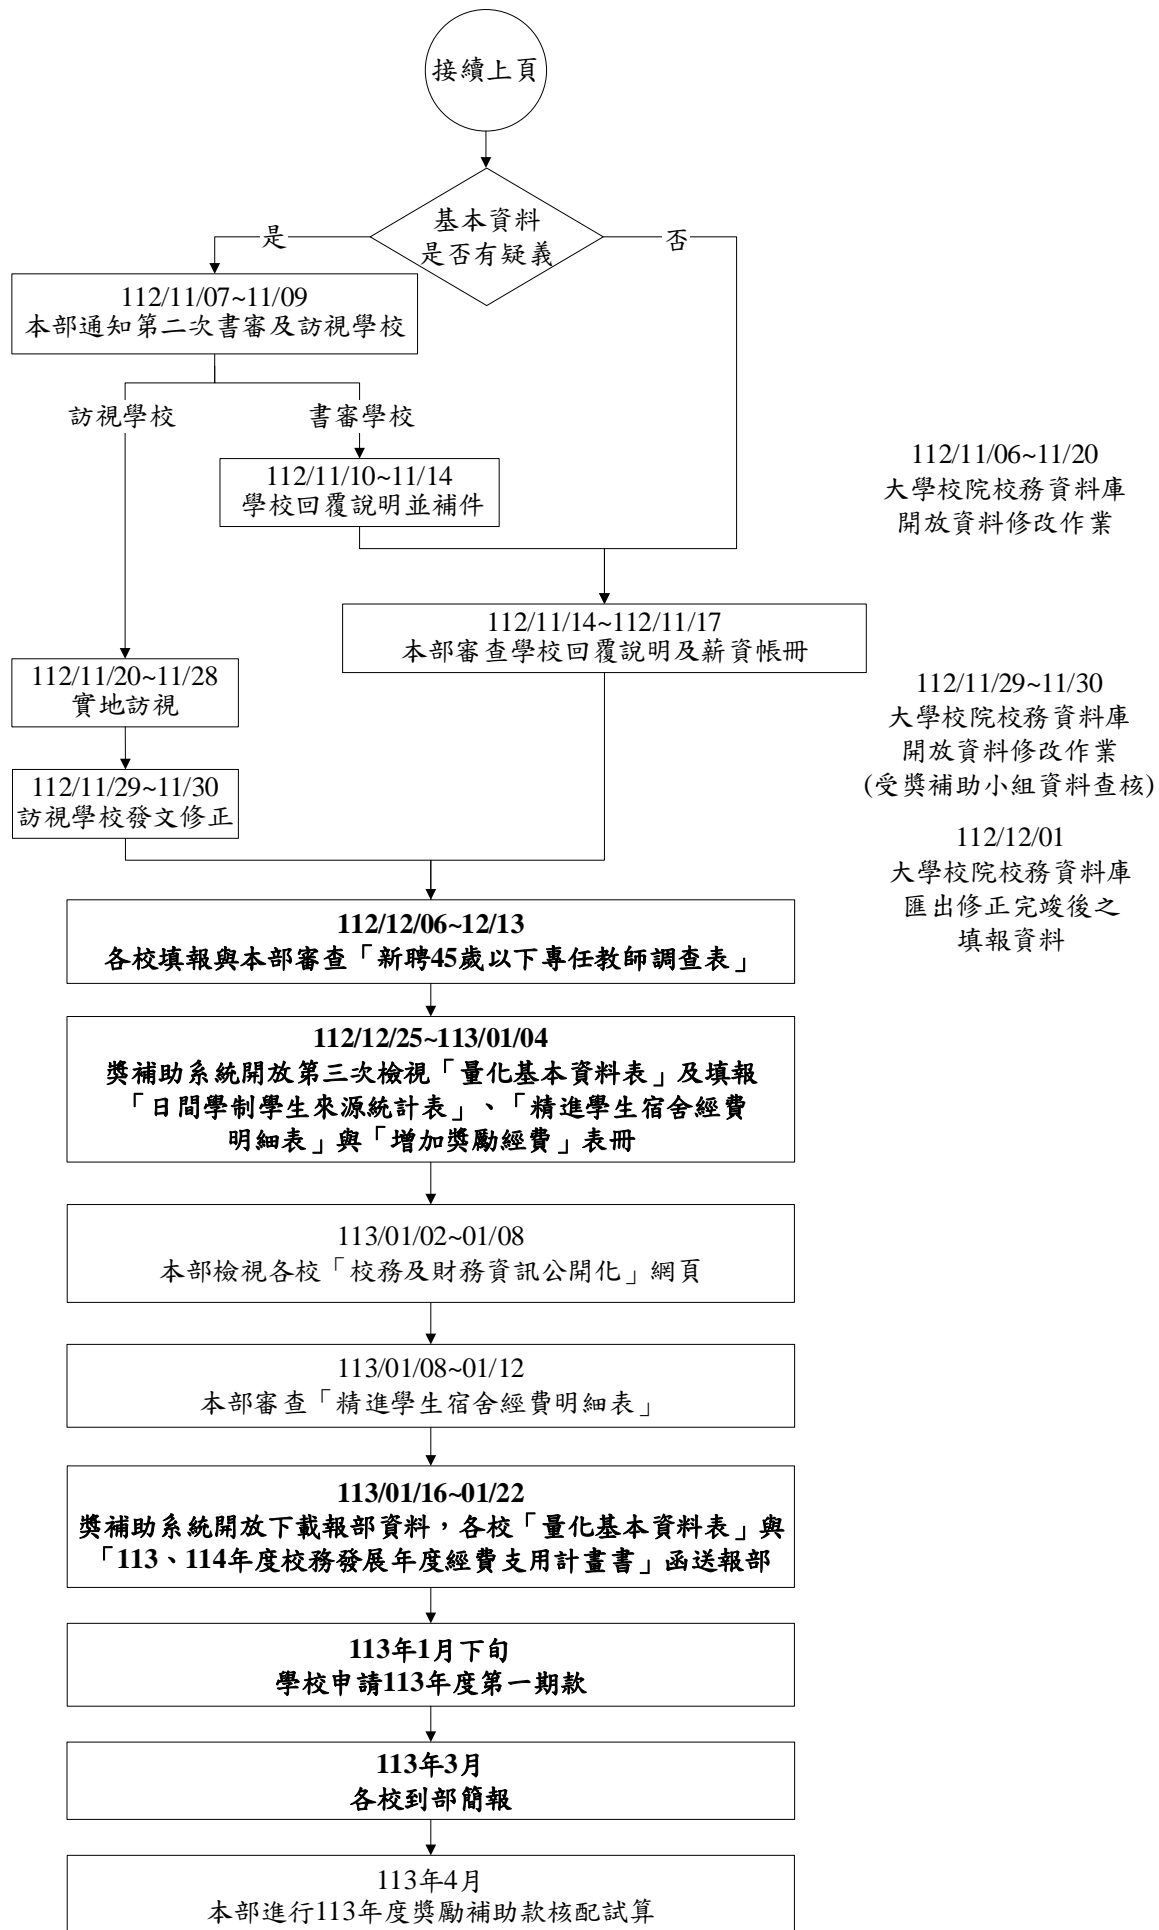 接續上頁
基本資料
是否有疑義
是
否
112/11/07~11/09
本部通知第二次書審及訪視學校
訪視學校
書審學校
112/11/10~11/14
學校回覆說明並補件
112/11/06~11/20
大學校院校務資料庫
開放資料修改作業
112/11/14~112/11/17
本部審查學校回覆說明及薪資帳冊
112/11/20~11/28
實地訪視
112/11/29~11/30
訪視學校發文修正
112/11/29~11/30
大學校院校務資料庫
開放資料修改作業
(受獎補助小組資料查核)
112/12/01
大學校院校務資料庫
匯出修正完竣後之
填報資料
112/12/06~12/13
各校填報與本部審查「新聘45歲以下專任教師調查表」
112/12/25~113/01/04
獎補助系統開放第三次檢視「量化基本資料表」及填報
「日間學制學生來源統計表」、「精進學生宿舍經費
明細表」與「增加獎勵經費」表冊
113/01/02~01/08
本部檢視各校「校務及財務資訊公開化」網頁
113/01/08~01/12
本部審查「精進學生宿舍經費明細表」
113/01/16~01/22
獎補助系統開放下載報部資料，各校「量化基本資料表」與
「113、114年度校務發展年度經費支用計畫書」函送報部
113年1月下旬
學校申請113年度第一期款
113年3月
各校到部簡報
113年4月
本部進行113年度獎勵補助款核配試算